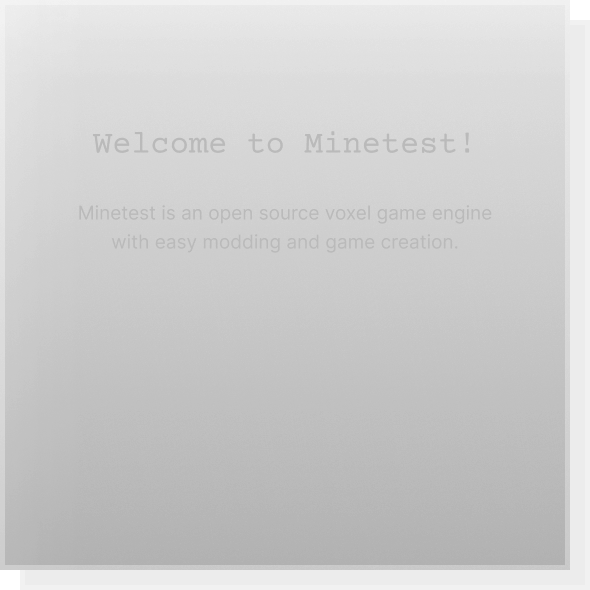 Welcome to Minetest!
Minetest is an open source voxel game engine
with easy modding and game creation.